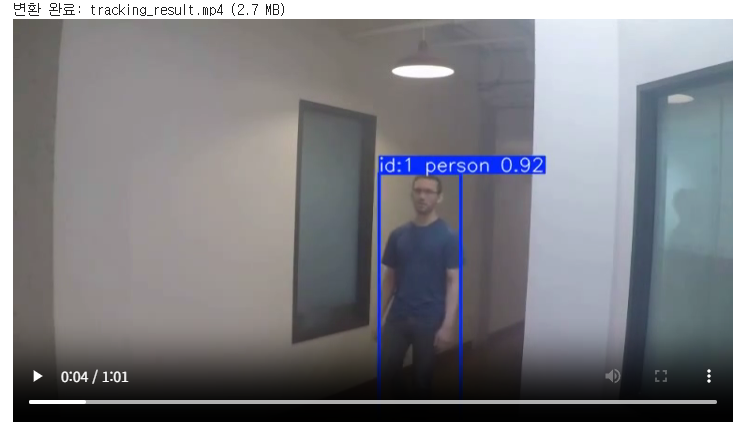 변환 완료: tracking_result.mp4 (2.7 MB)
id:1 person 0.92
0:04 / 1:01